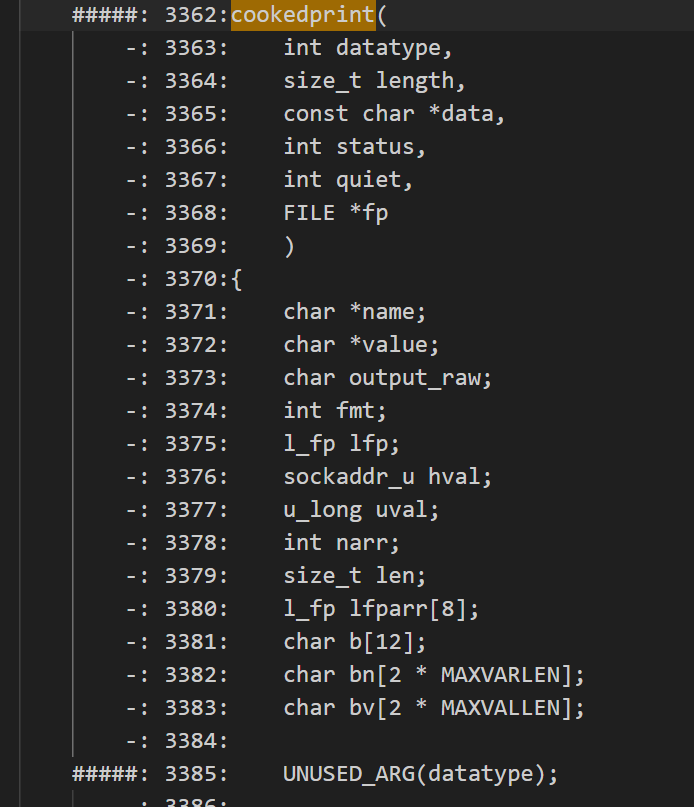 #####: 3362:cookedprint(
-: 3363:    int datatype,
-: 3364:    size_t length,
-: 3365:    const char *data,
-: 3366:    int status,
-: 3367:    int quiet,
-: 3368:    FILE *fp
-: 3369:    )
-: 3370:{
-: 3371:    char *name;
-: 3372:    char *value;
-: 3373:    char output_raw;
-: 3374:    int fmt;
-: 3375:    l_fp lfp;
-: 3376:    sockaddr_u hval;
-: 3377:    u_long uval;
-: 3378:    int narr;
-: 3379:    size_t len;
-: 3380:    l_fp lfparr[8];
-: 3381:    char b[12];
-: 3382:    char bn[2 * MAXVARLEN];
-: 3383:    char bv[2 * MAXVALLEN];
-: 3384:
#####: 3385:    UNUSED_ARG(datatype);
-: 3386: